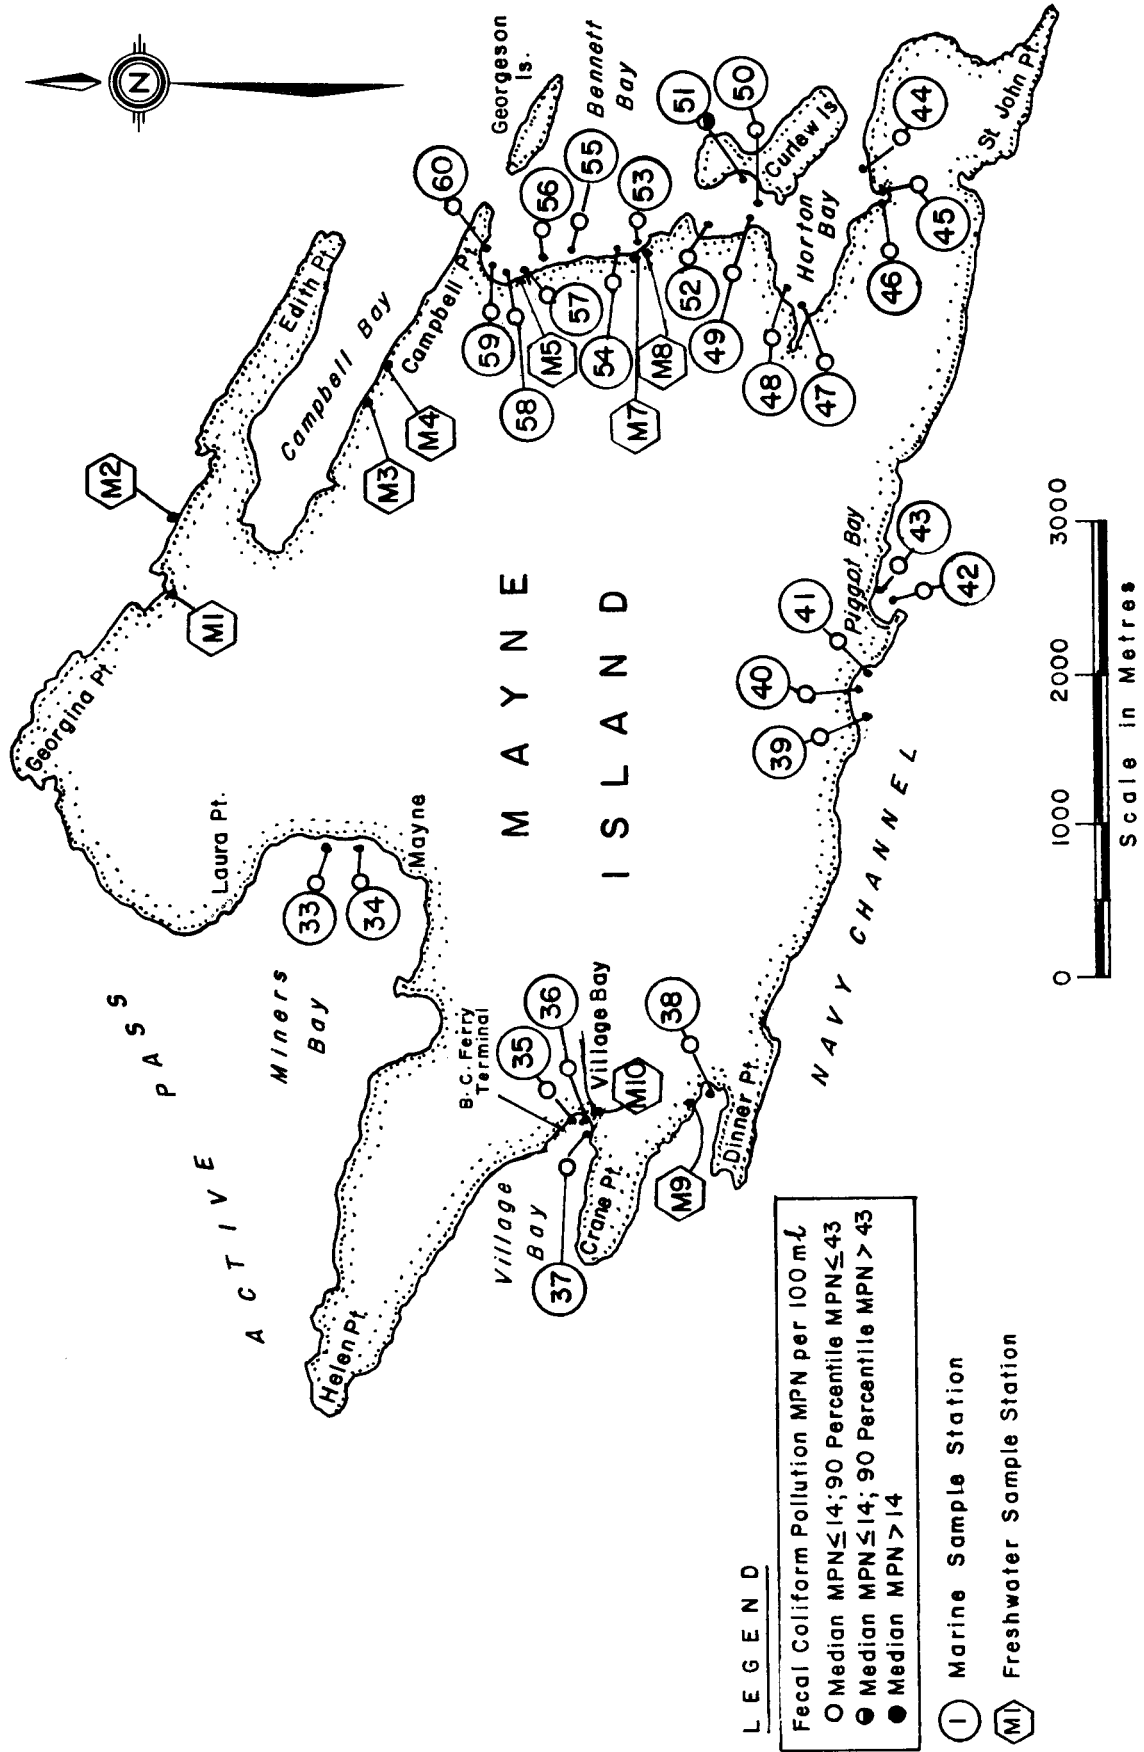 N
ACTIVE PASS
Georgina Pt.
Laura Pt.
Miners
Bay
Mayne
Helen Pt.
B.C. Ferry
Terminal
Village
Bay
Village Bay
Crane Pt.
Dinner Pt.
NAVY CHANNEL
MAYNE
ISLAND
Piggot Bay
Edith Pt.
Campbell Bay
Campbell Pt.
Georgeson
Is.
Bennett
Bay
Curlew Is.
Horton
Bay
St John Pt.
M1
M2
M3
M4
M5
M7
M8
M9
M10
33
34
35
36
37
38
39
40
41
42
43
44
45
46
47
48
49
50
51
52
53
54
55
56
57
58
59
60
0 1000 2000 3000
Scale in Metres
LEGEND
Fecal Coliform Pollution MPN per 100 ml
Median MPN≤14; 90 Percentile MPN≤43
Median MPN≤14; 90 Percentile MPN>43
Median MPN>14
1 Marine Sample Station
M1 Freshwater Sample Station